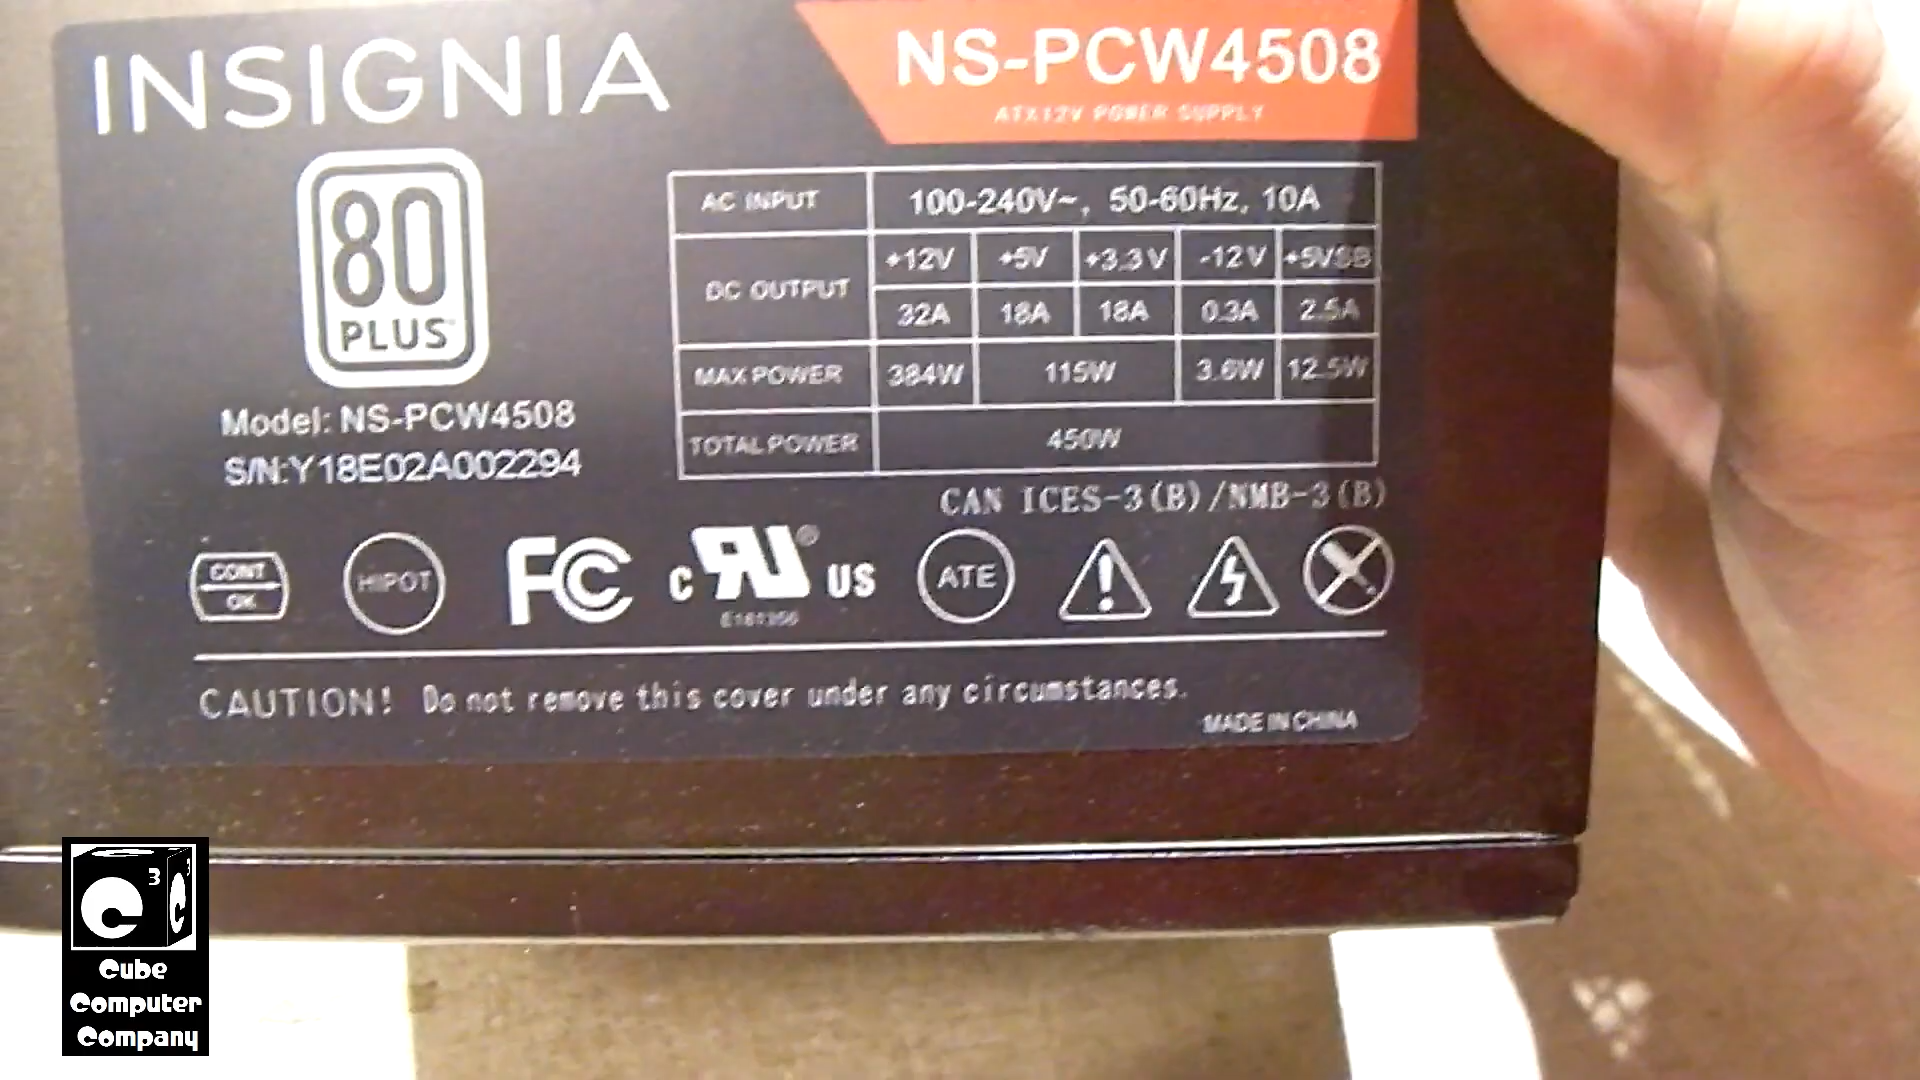 INSIGNIA
NS-PCW4508
ATX12V POWER SUPPLY
80
PLUS
Model: NS-PCW4508
S/N:Y18E02A002294
AC INPUT 100-240V~, 50-60Hz, 10A
DC OUTPUT +12V +5V +3.3V -12V +5VSB
32A 18A 18A 0.3A 2.5A
MAX POWER 384W 115W 3.6W 12.5W
TOTAL POWER 450W
CAN ICES-3(B)/NMB-3(B)
CONT
OK
HIPOT
FC
c RU ® US
ATE
CAUTION! Do not remove this cover under any circumstances.
MADE IN CHINA
C3
C3
Cube
Computer
Company